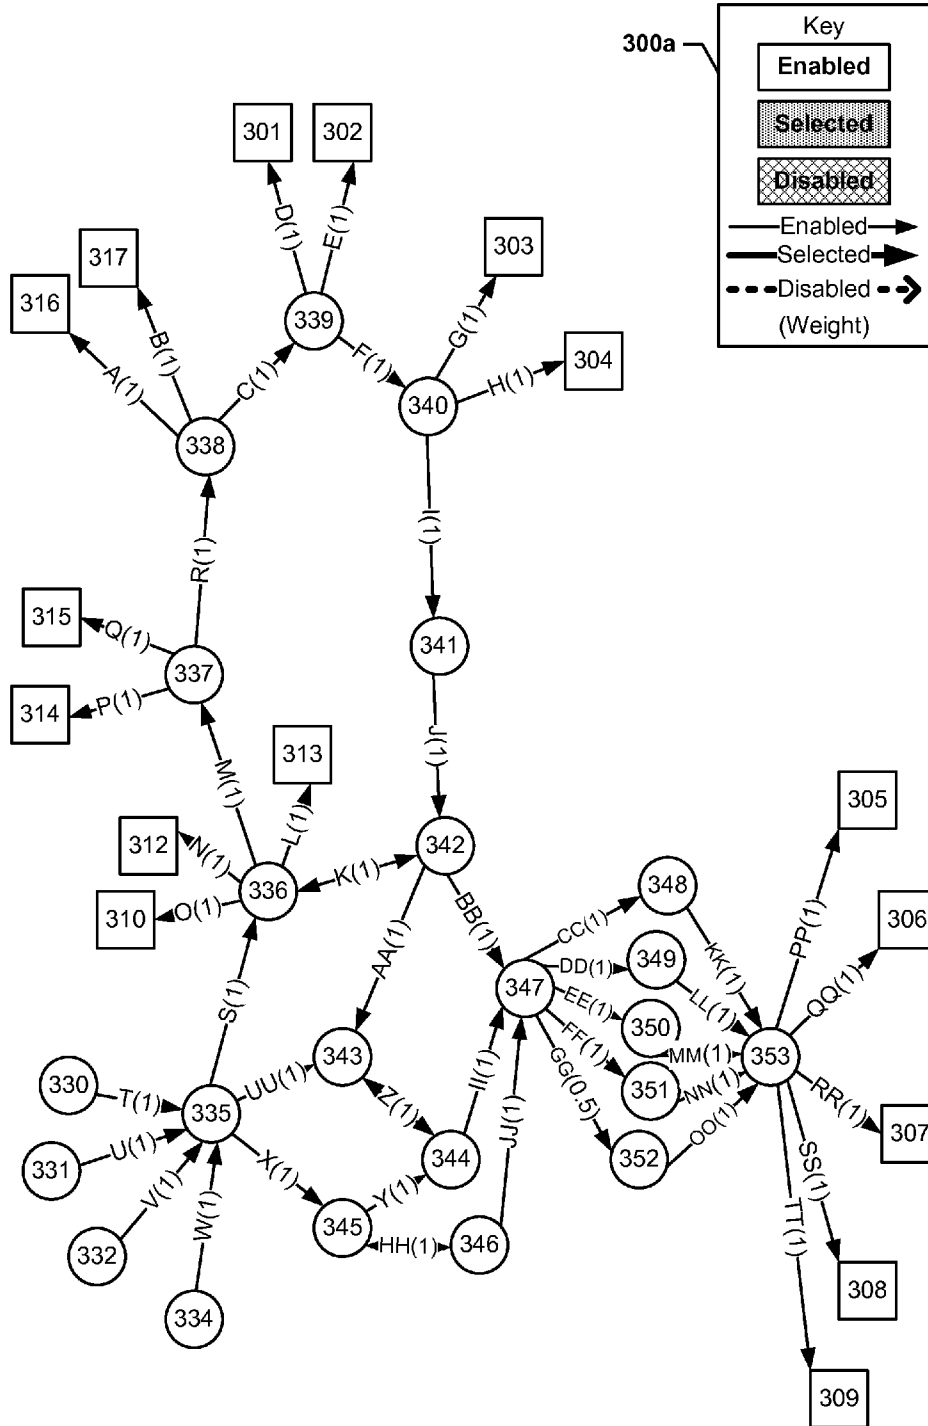 Key
300a
Enabled
Selected
Disabled
Enabled
Selected
Disabled
(Weight)
301
302
317
303
316
D(1)
E(1)
B(1)
G(1)
339
304
A(1)
C(1)
F(1)
H(1)
340
338
I(1)
R(1)
315
Q(1)
341
337
314
P(1)
313
J(1)
M(1)
305
L(1)
312
N(1)
342
336
K(1)
348
310
O(1)
BB(1)
CC(1)
306
PP(1)
AA(1)
KK(1)
349
DD(1)
347
QQ(1)
EE(1)
LL(1)
S(1)
350
FF(1)
MM(1)
353
343
II(1)
GG(0.5)
UU(1)
330
351
NN(1)
RR(1)
T(1)
335
Z(1)
JJ(1)
OO(1)
307
U(1)
331
X(1)
344
352
SS(1)
V(1)
Y(1)
W(1)
345
TT(1)
HH(1)
346
332
308
334
309